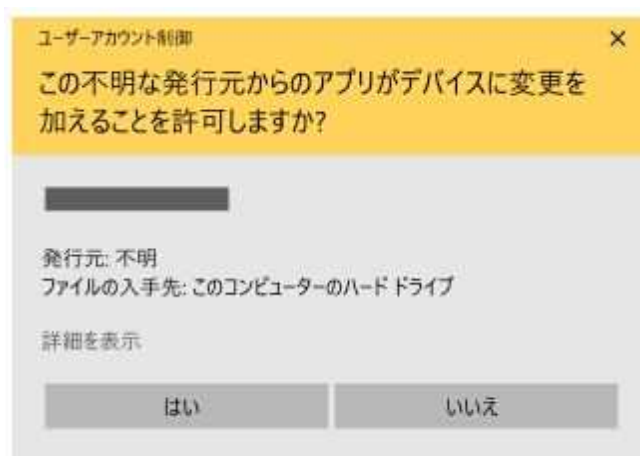 ユーザーアカウント制御
この不明な発行元からのアプリがデバイスに変更を
加えることを許可しますか?
発行元: 不明
ファイルの入手先: このコンピューターのハード ドライブ
詳細を表示
はい
いいえ